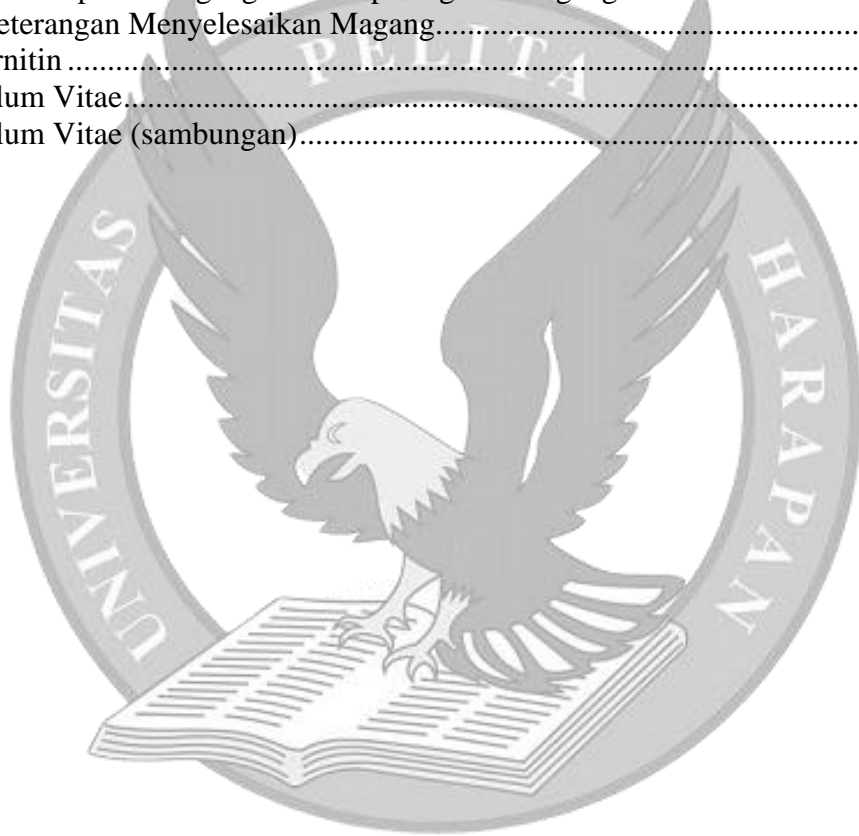 eterangan Menyelesaikan Magang
rnitin
lum Vitae
lum Vitae (sambungan)
UNIVERSITAS PELITA HARAPAN